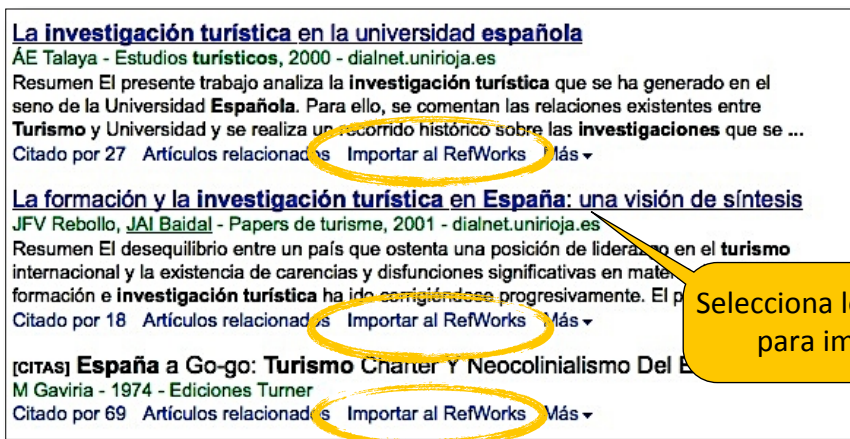 La investigación turística en la universidad española
ÁE Talaya - Estudios turísticos, 2000 - dialnet.unirioja.es
Resumen El presente trabajo analiza la investigación turística que se ha generado en el
seno de la Universidad Española. Para ello, se comentan las relaciones existentes entre
Turismo y Universidad y se realiza un recorrido histórico sobre las investigaciones que se ...
Citado por 27 Artículos relacionados Importar al RefWorks Más
La formación y la investigación turística en España: una visión de síntesis
JFV Rebollo, JAI Baidal - Papers de turisme, 2001 - dialnet.unirioja.es
Resumen El desequilibrio entre un país que ostenta una posición de liderazgo en el turismo
internacional y la existencia de carencias y disfunciones significativas en
formación e investigación turística ha ido corrigiéndose progresivamente. El
Citado por 18 Artículos relacionados Importar al RefWorks Más
Selecciona
para
[CITAS] España a Go-go: Turismo Charter Y Neocolinialismo Del
M Gaviria - 1974 - Ediciones Turner
Citado por 69 Artículos relacionados Importar al RefWorks Más